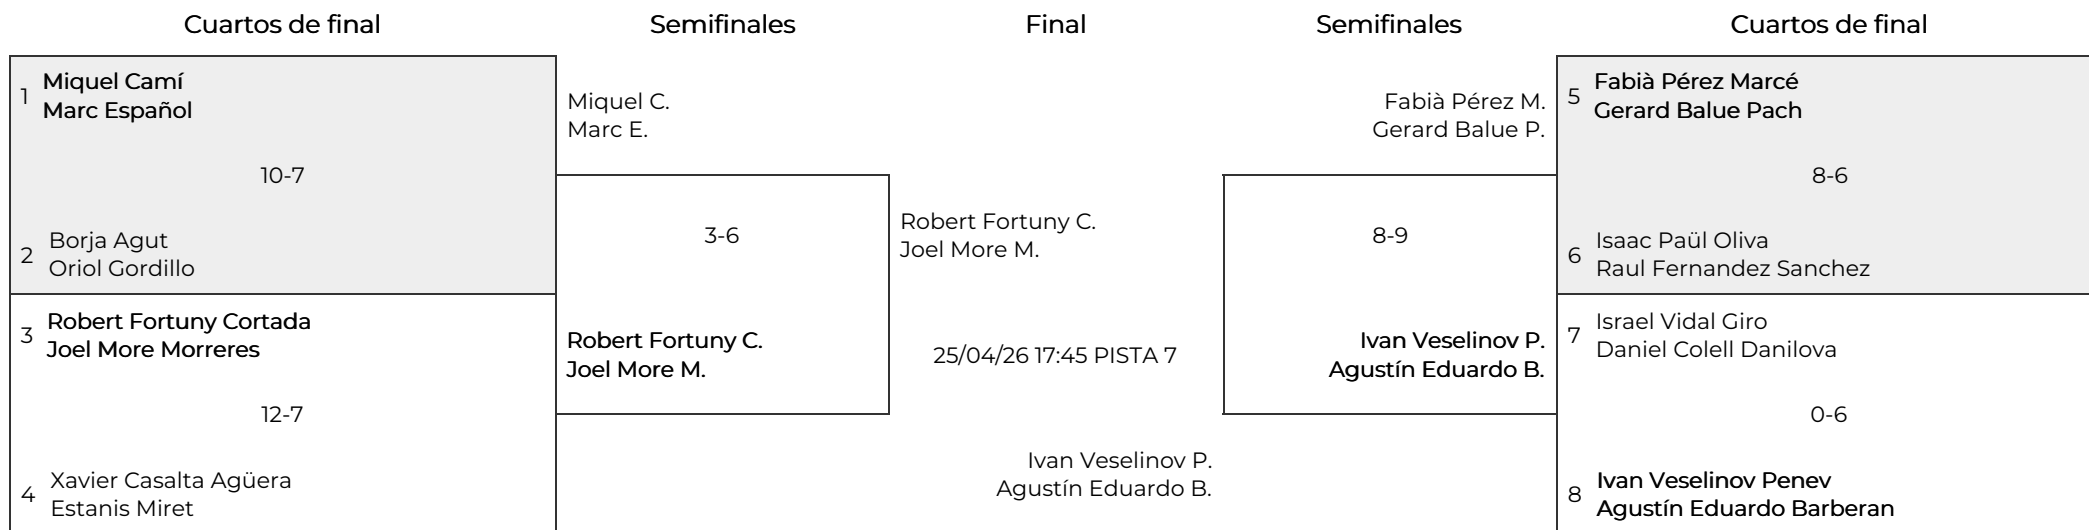 Cuartos de final
Semifinales
Final
Semifinales
Cuartos de final
1
Miquel Camí
Marc Español
10-7
2
Borja Agut
Oriol Gordillo
3
Robert Fortuny Cortada
Joel More Morreres
12-7
4
Xavier Casalta Agüera
Estanis Miret
Miquel C.
Marc E.
3-6
Robert Fortuny C.
Joel More M.
Robert Fortuny C.
Joel More M.
25/04/26 17:45 PISTA 7
Ivan Veselinov P.
Agustín Eduardo B.
Fabià Pérez M.
Gerard Balue P.
8-9
Ivan Veselinov P.
Agustín Eduardo B.
5
Fabià Pérez Marcé
Gerard Balue Pach
8-6
6
Isaac Paül Oliva
Raul Fernandez Sanchez
7
Israel Vidal Giro
Daniel Colell Danilova
0-6
8
Ivan Veselinov Penev
Agustín Eduardo Barberan